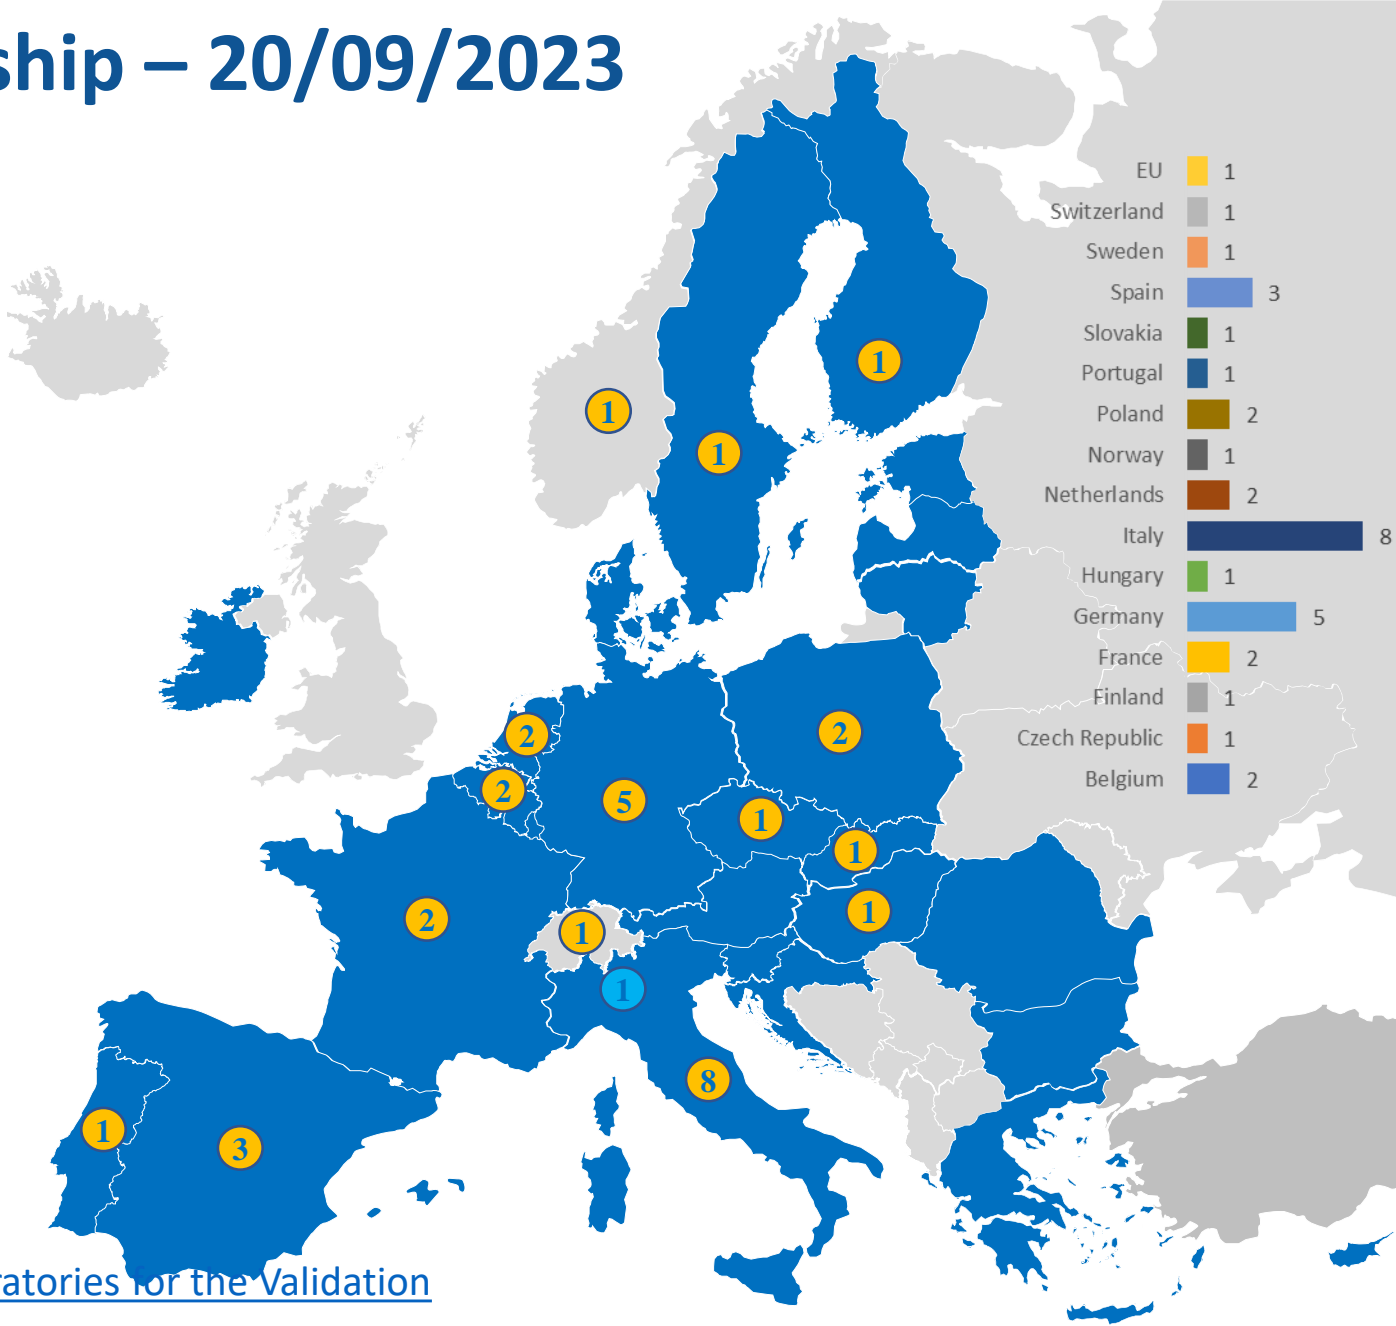 ship – 20/09/2023
EU 1
Switzerland 1
Sweden 1
Spain 3
Slovakia 1
Portugal 1
Poland 2
Norway 1
Netherlands 2
Italy 8
Hungary 1
Germany 5
France 2
Finland 1
Czech Republic 1
Belgium 2
1
1
1
2
2
2
5
1
1
1
2
1
1
8
1
3
ratories for the Validation